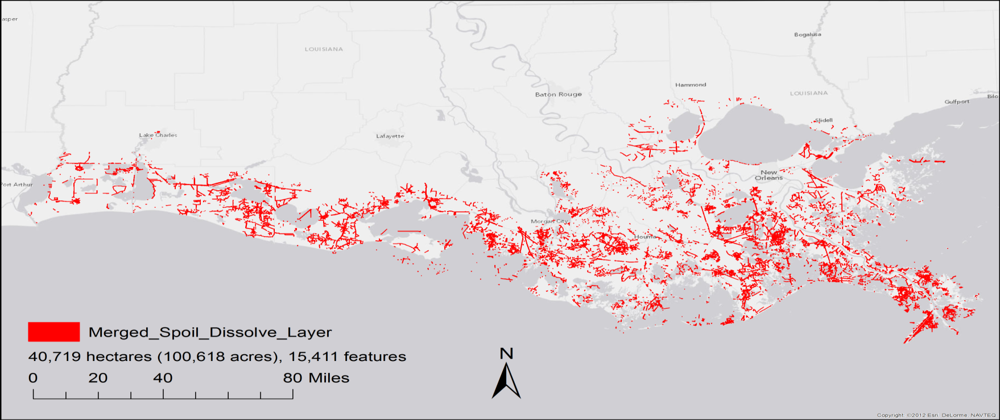 asper
LOUISIANA
Bogalusa
Hammond
Baton Rouge
LOUISIANA
Gulfport
Bilo
Slidell
Lake Charles
Lafayette
Port Arthur
New
Orleans
Morgan City
Houma
Merged_Spoil_Dissolve_Layer
40,719 hectares (100,618 acres), 15,411 features
0 20 40 80 Miles
N
Copyright: ©2012 Esri, DeLorme, NAVTEQ